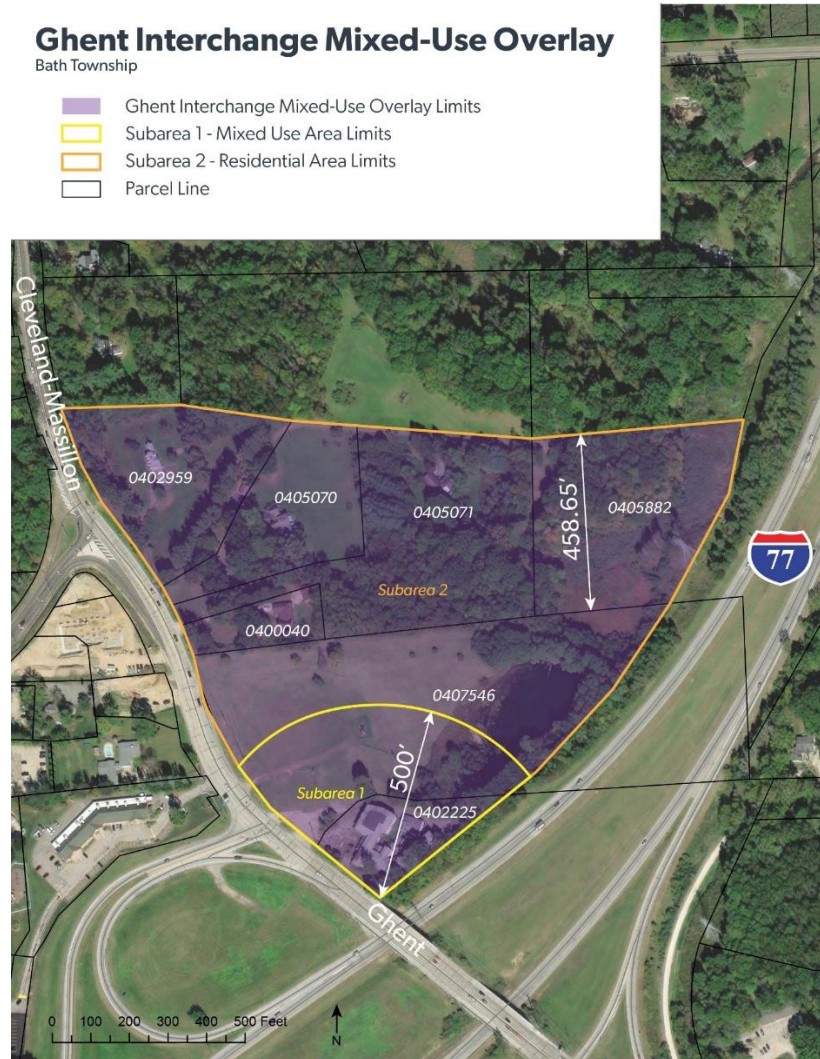 Ghent Interchange Mixed-Use Overlay
Bath Township
Ghent Interchange Mixed-Use Overlay Limits
Subarea 1 - Mixed Use Area Limits
Subarea 2 - Residential Area Limits
Parcel Line
Cleveland-Massillon
0402959
0405070
0405071
0405882
458.65’
77
Subarea 2
0400040
0407546
500’
Subarea 1
0402225
Ghent
0 100 200 300 400 500 Feet
N